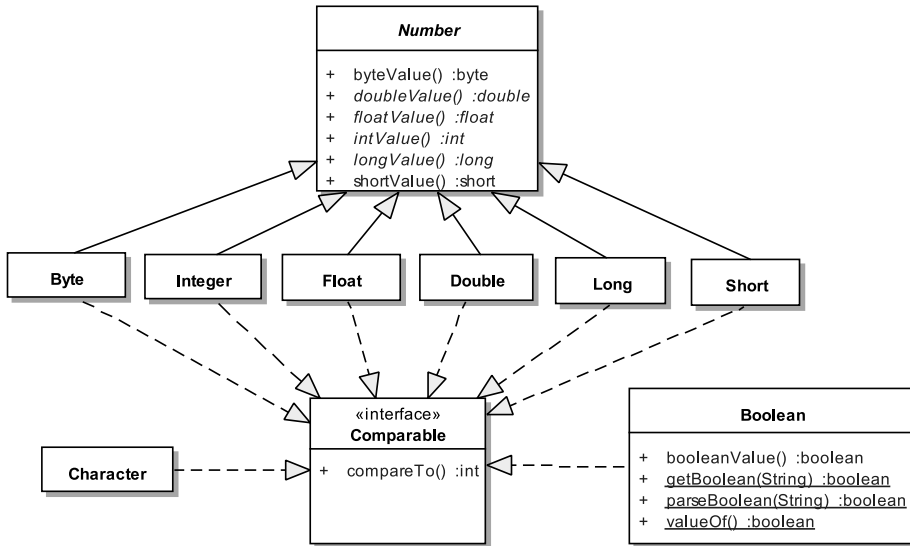 Number
+ byteValue() :byte
+ doubleValue() :double
+ floatValue() :float
+ intValue() :int
+ longValue() :long
+ shortValue() :short
Byte
Integer
Float
Double
Long
Short
«interface»
Comparable
+ compareTo() :int
Character
Boolean
+ booleanValue() :boolean
+ getBoolean(String) :boolean
+ parseBoolean(String) :boolean
+ valueOf() :boolean